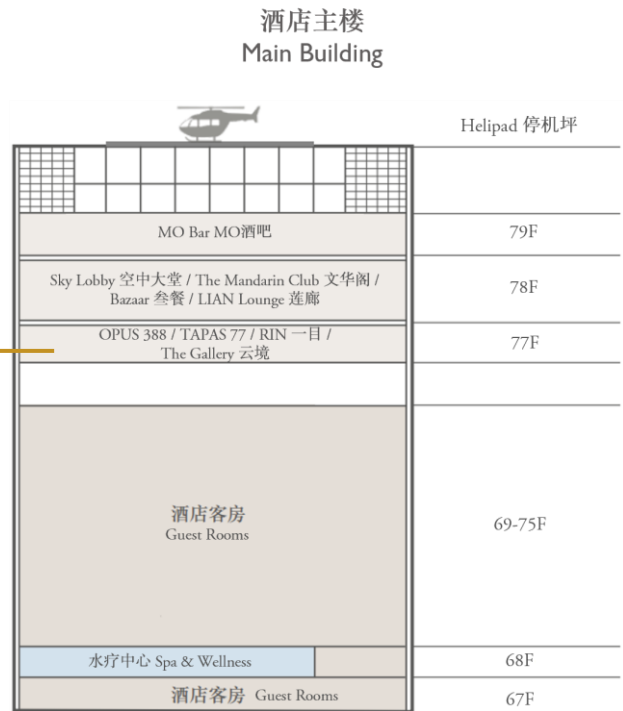 酒店主楼
Main Building
Helipad 停机坪
MO Bar MO酒吧
79F
Sky Lobby 空中大堂 / The Mandarin Club 文华阁 /
Bazaar 叁餐 / LIAN Lounge 莲廊
78F
OPUS 388 / TAPAS 77 / RIN 一目 /
The Gallery 云境
77F
酒店客房
Guest Rooms
69-75F
水疗中心 Spa & Wellness
68F
酒店客房 Guest Rooms
67F